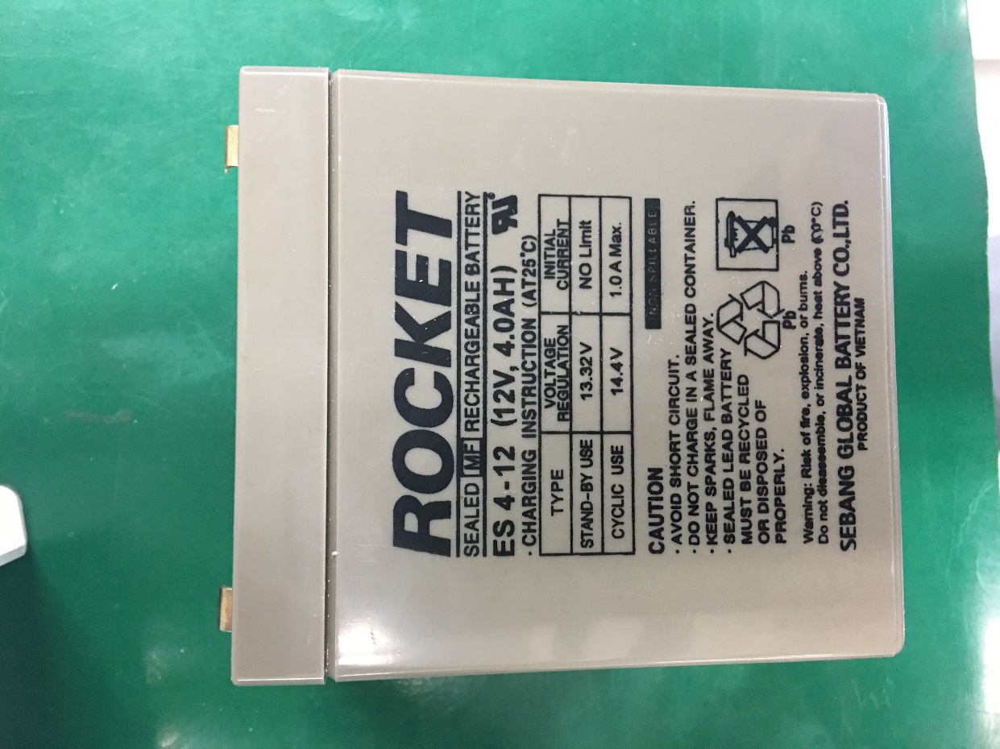 ROCKET
SEALED MF RECHARGEABLE BATTERY
ES 4-12 (12V, 4.0AH)
· CHARGING INSTRUCTION (AT25°C)
TYPE VOLTAGE REGULATION INITIAL CURRENT
STAND-BY USE 13.32V NO Limit
CYCLIC USE 14.4V 1.0 A Max.
NON-SPILLABLE
CAUTION
· AVOID SHORT CIRCUIT.
· DO NOT CHARGE IN A SEALED CONTAINER.
· KEEP SPARKS, FLAME AWAY.
· SEALED LEAD BATTERY
MUST BE RECYCLED
OR DISPOSED OF
PROPERLY.
Pb
Pb
Warning: Risk of fire, explosion, or burns.
Do not disassemble, or incinerate, heat above
SEBANG GLOBAL BATTERY CO.,LTD.
PRODUCT OF VIETNAM